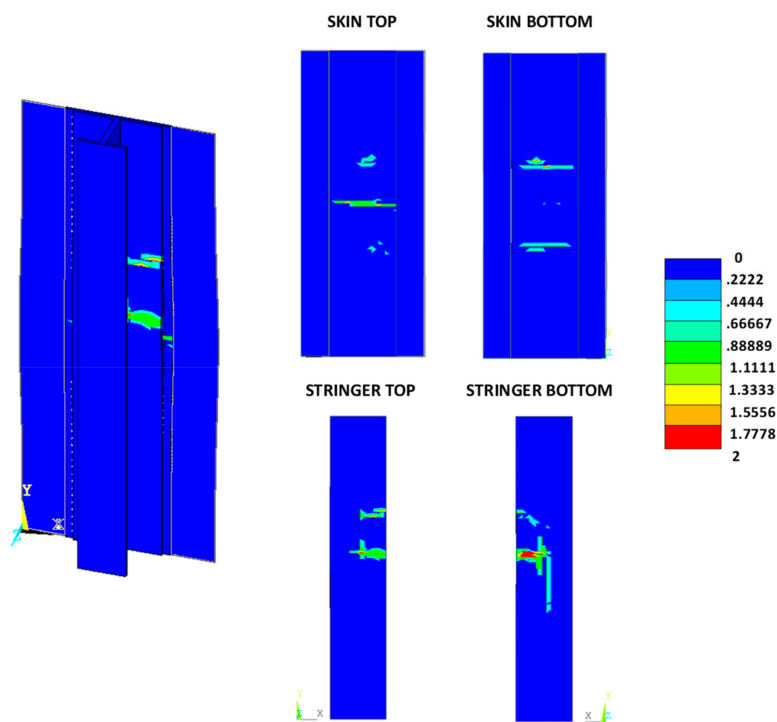 SKIN TOP
SKIN BOTTOM
0
.2222
.4444
.66667
.88889
1.1111
1.3333
1.5556
1.7778
2
STRINGER TOP
STRINGER BOTTOM
Y
X
Z
Z
Y
Z X
Y
X Z